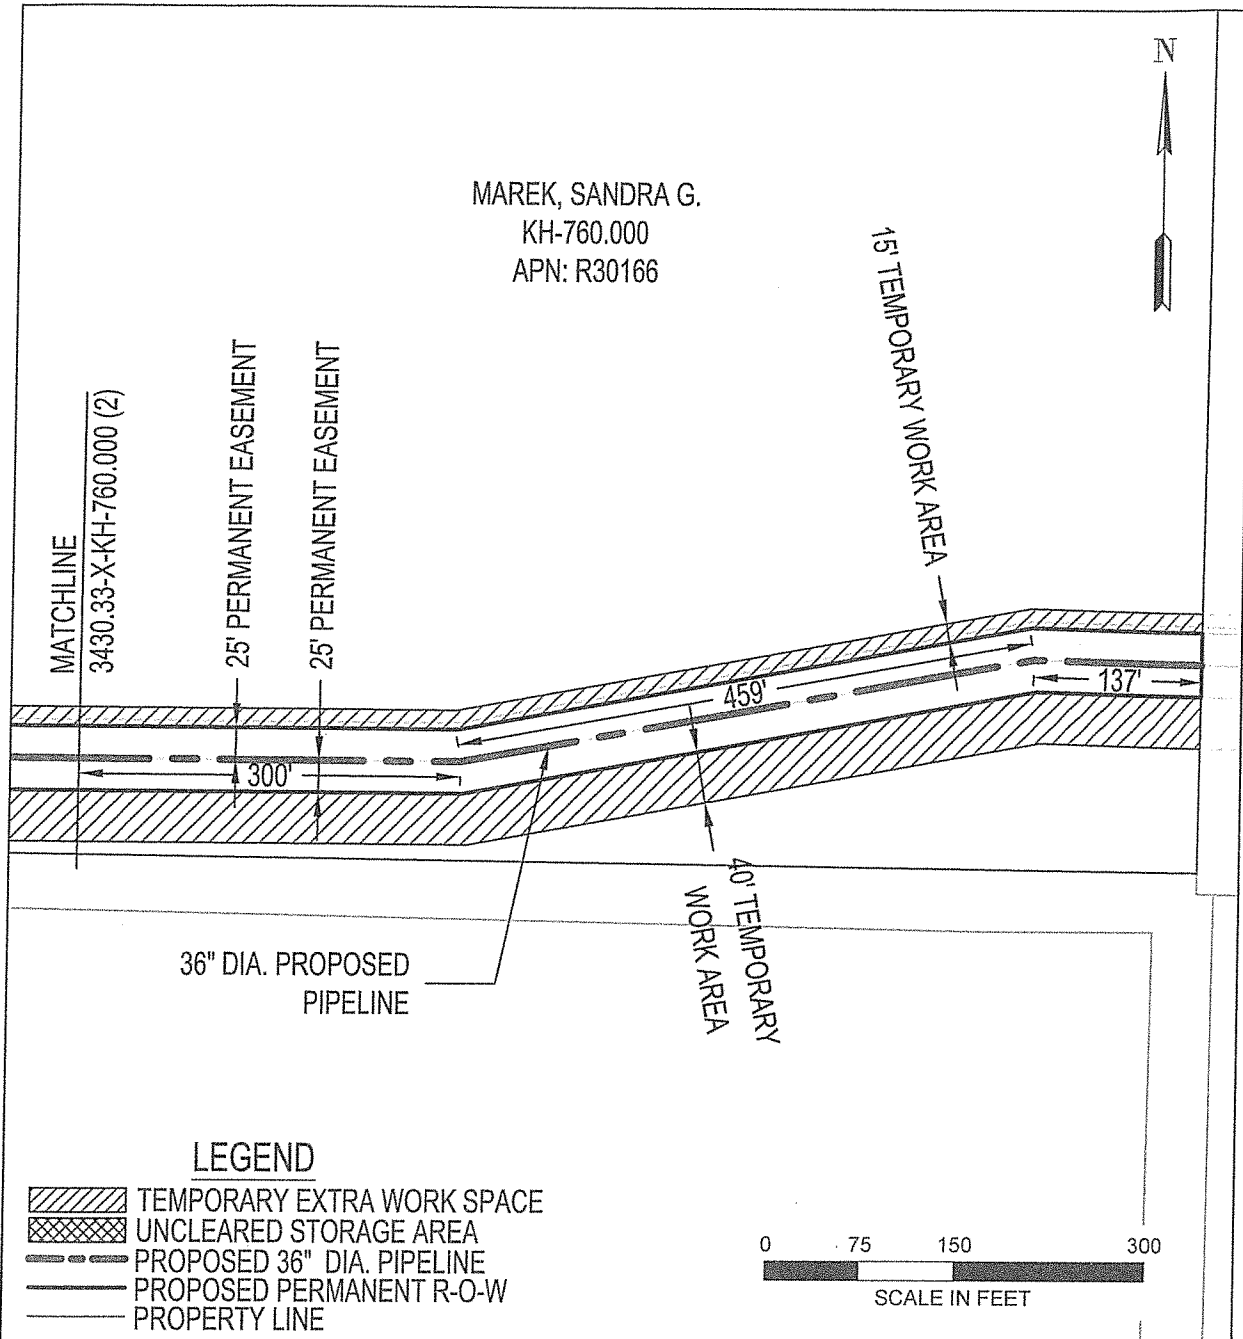 N
MAREK, SANDRA G.
KH-760.000
APN: R30166
15' TEMPORARY WORK AREA
MATCHLINE
3430.33-X-KH-760.000 (2)
25' PERMANENT EASEMENT
25' PERMANENT EASEMENT
300'
459'
137'
40' TEMPORARY
WORK AREA
36" DIA. PROPOSED
PIPELINE
LEGEND
TEMPORARY EXTRA WORK SPACE
UNCLEARED STORAGE AREA
PROPOSED 36" DIA. PIPELINE
PROPOSED PERMANENT R-O-W
PROPERTY LINE
0 75 150 300
SCALE IN FEET